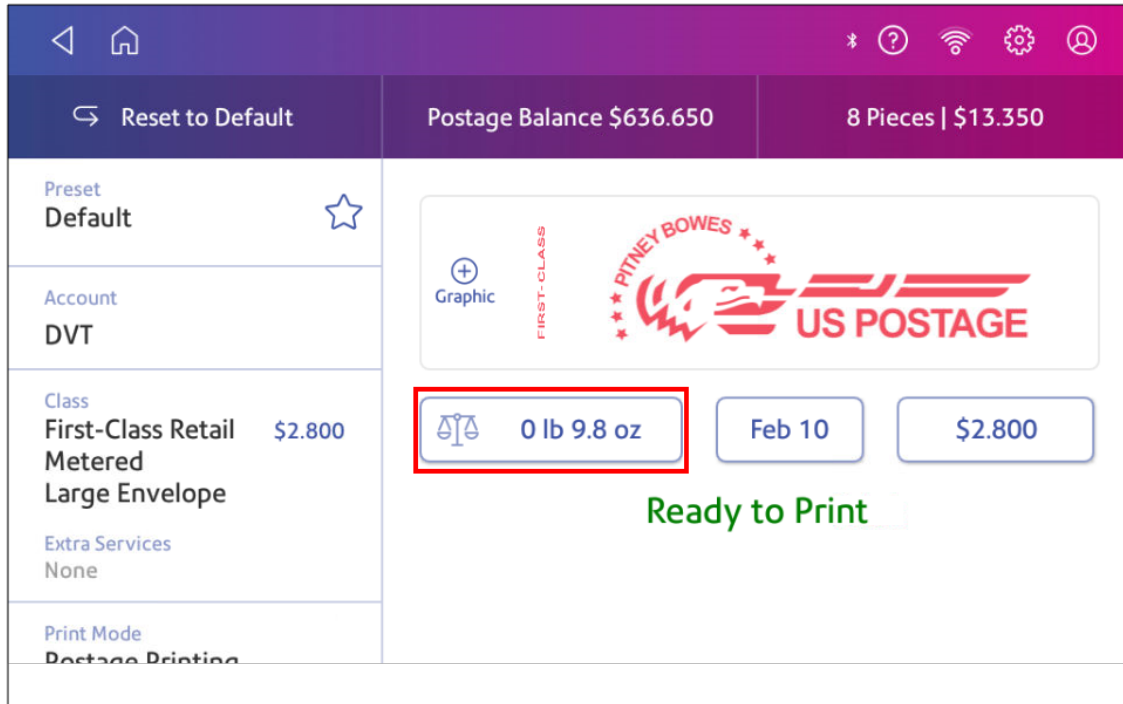 Reset to Default
Postage Balance $636.650
8 Pieces | $13.350
Preset
Default
Account
DVT
Class
First-Class Retail $2.800
Metered
Large Envelope
Extra Services
None
Print Mode
Postage Printing
Graphic
FIRST-CLASS
PITNEY BOWES
US POSTAGE
0 lb 9.8 oz
Feb 10
$2.800
Ready to Print